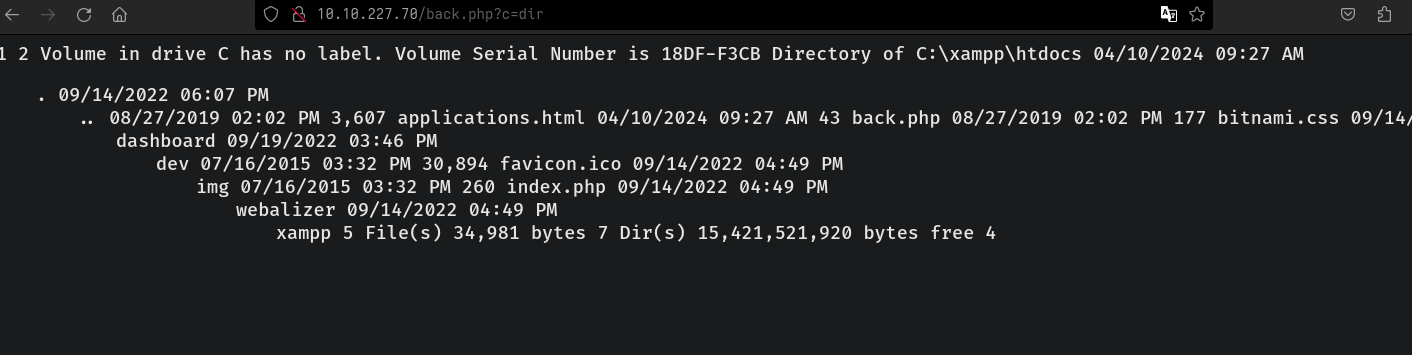 10.10.227.70/back.php?c=dir
1 2 Volume in drive C has no label. Volume Serial Number is 18DF-F3CB Directory of C:\xampp\htdocs 04/10/2024 09:27 AM
. 09/14/2022 06:07 PM
.. 08/27/2019 02:02 PM 3,607 applications.html 04/10/2024 09:27 AM 43 back.php 08/27/2019 02:02 PM 177 bitnami.css 09/14/
dashboard 09/19/2022 03:46 PM
dev 07/16/2015 03:32 PM 30,894 favicon.ico 09/14/2022 04:49 PM
img 07/16/2015 03:32 PM 260 index.php 09/14/2022 04:49 PM
webalizer 09/14/2022 04:49 PM
xampp 5 File(s) 34,981 bytes 7 Dir(s) 15,421,521,920 bytes free 4